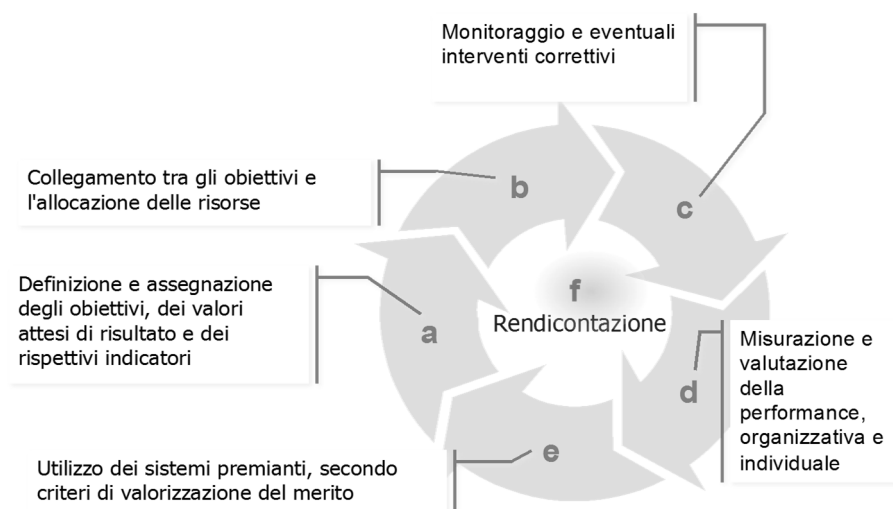 Monitoraggio e eventuali
interventi correttivi
Collegamento tra gli obiettivi e
l'allocazione delle risorse
b
c
Definizione e assegnazione
degli obiettivi, dei valori
attesi di risultato e dei
rispettivi indicatori
a
f
Rendicontazione
d
Misurazione e
valutazione
della
performance,
organizzativa e
individuale
e
Utilizzo dei sistemi premianti, secondo
criteri di valorizzazione del merito